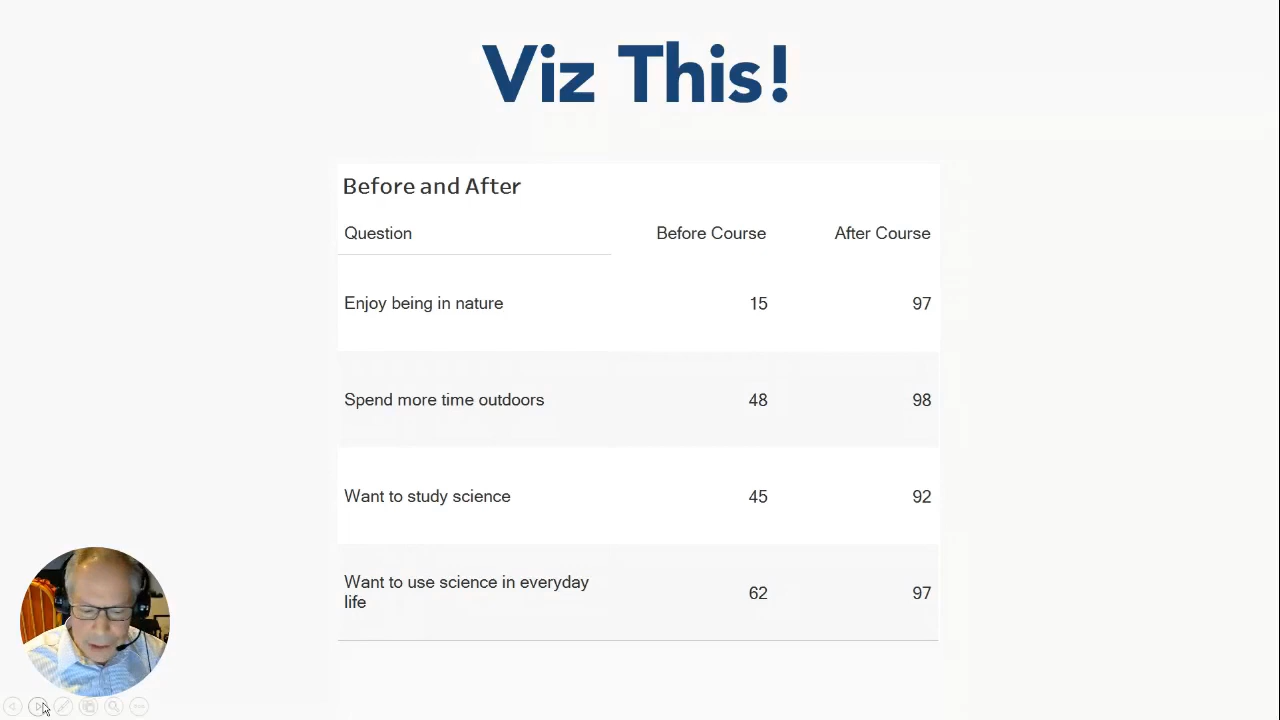 Viz This!
Before and After
Question Before Course After Course
Enjoy being in nature 15 97
Spend more time outdoors 48 98
Want to study science 45 92
Want to use science in everyday
life 62 97